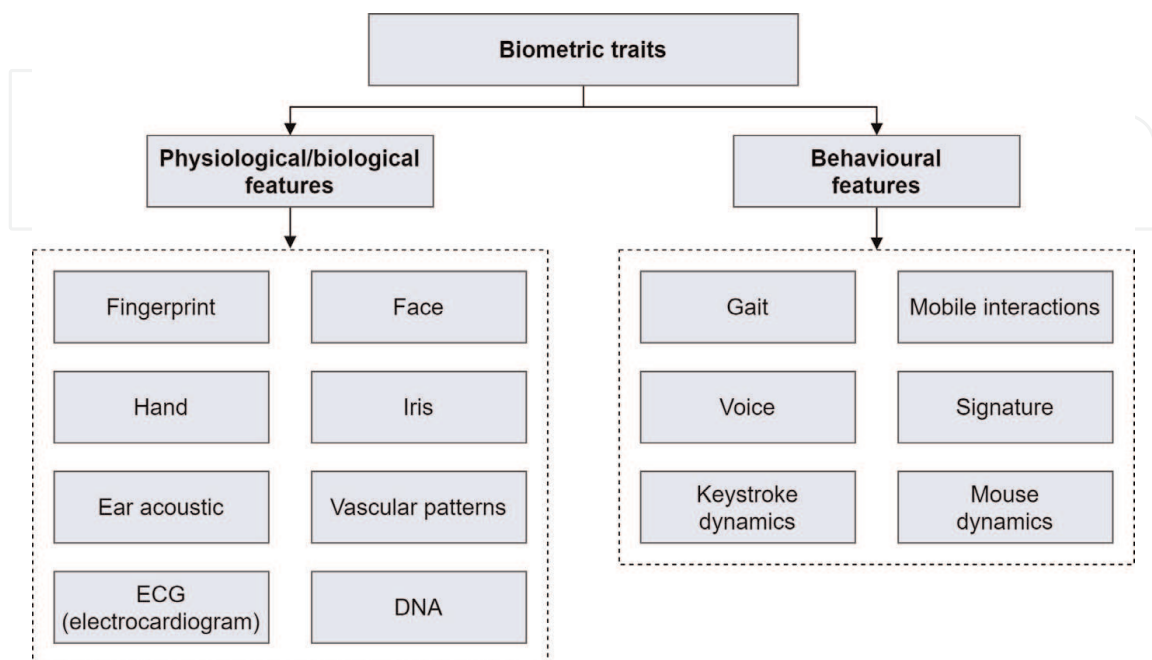 Biometric traits
Physiological/biological
features
Behavioural
features
Fingerprint
Face
Hand
Iris
Ear acoustic
Vascular patterns
ECG
(electrocardiogram)
DNA
Gait
Mobile interactions
Voice
Signature
Keystroke
dynamics
Mouse
dynamics